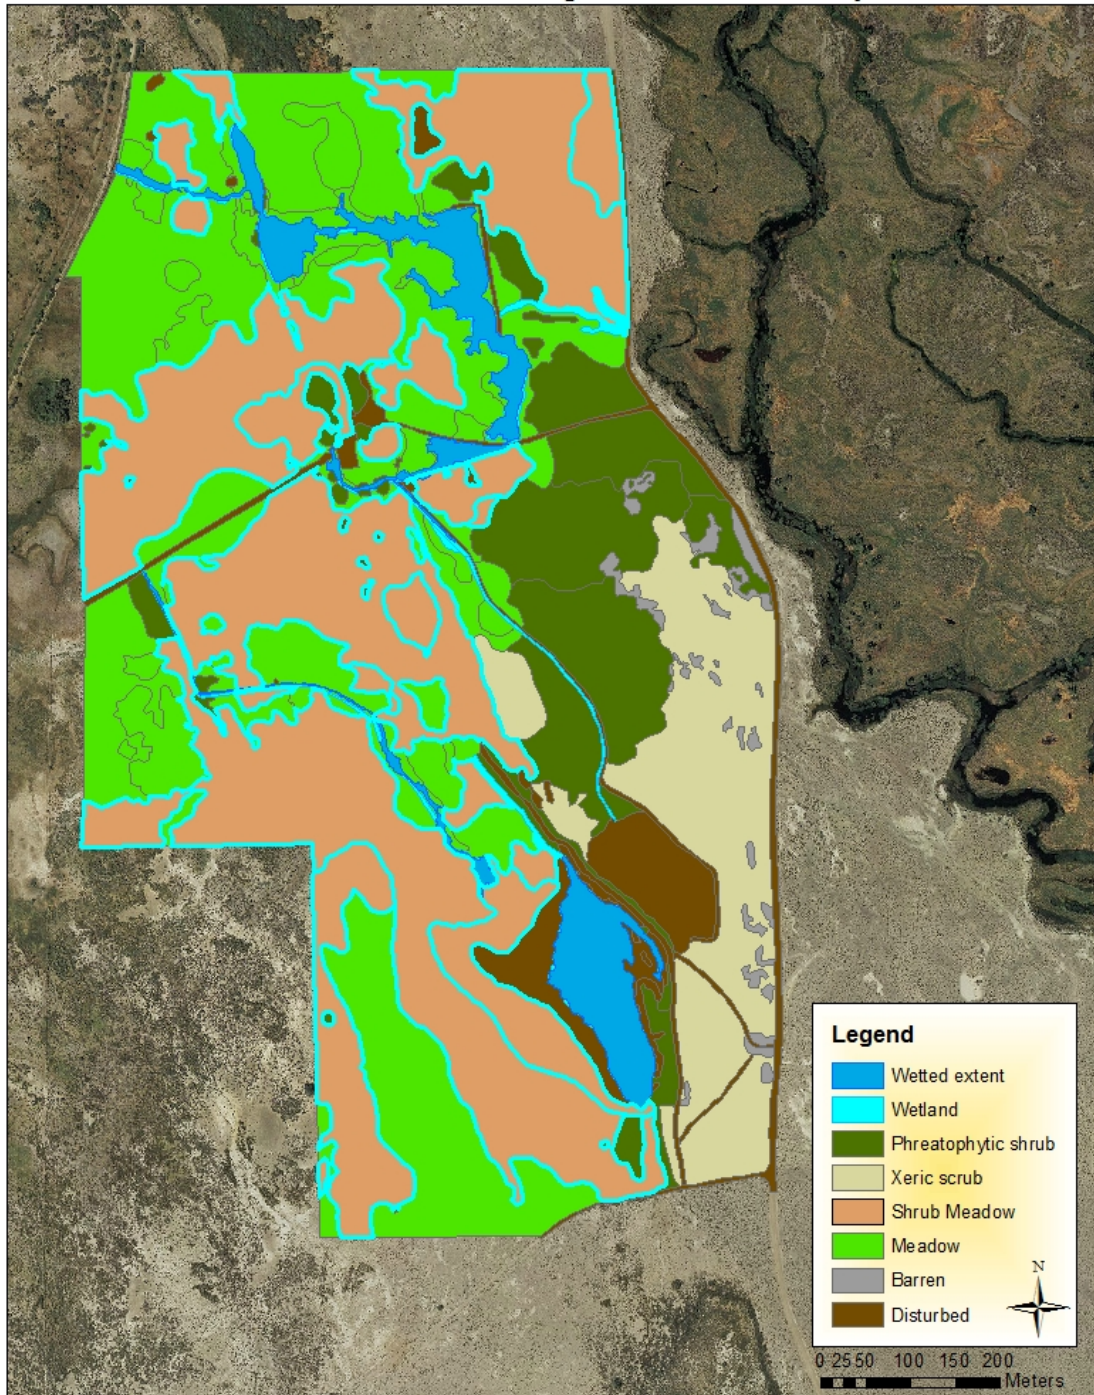 Legend
Wetted extent
Wetland
Phreatophytic shrub
Xeric scrub
Shrub Meadow
Meadow
Barren
Disturbed
N
0 25 50 100 150 200
Meters